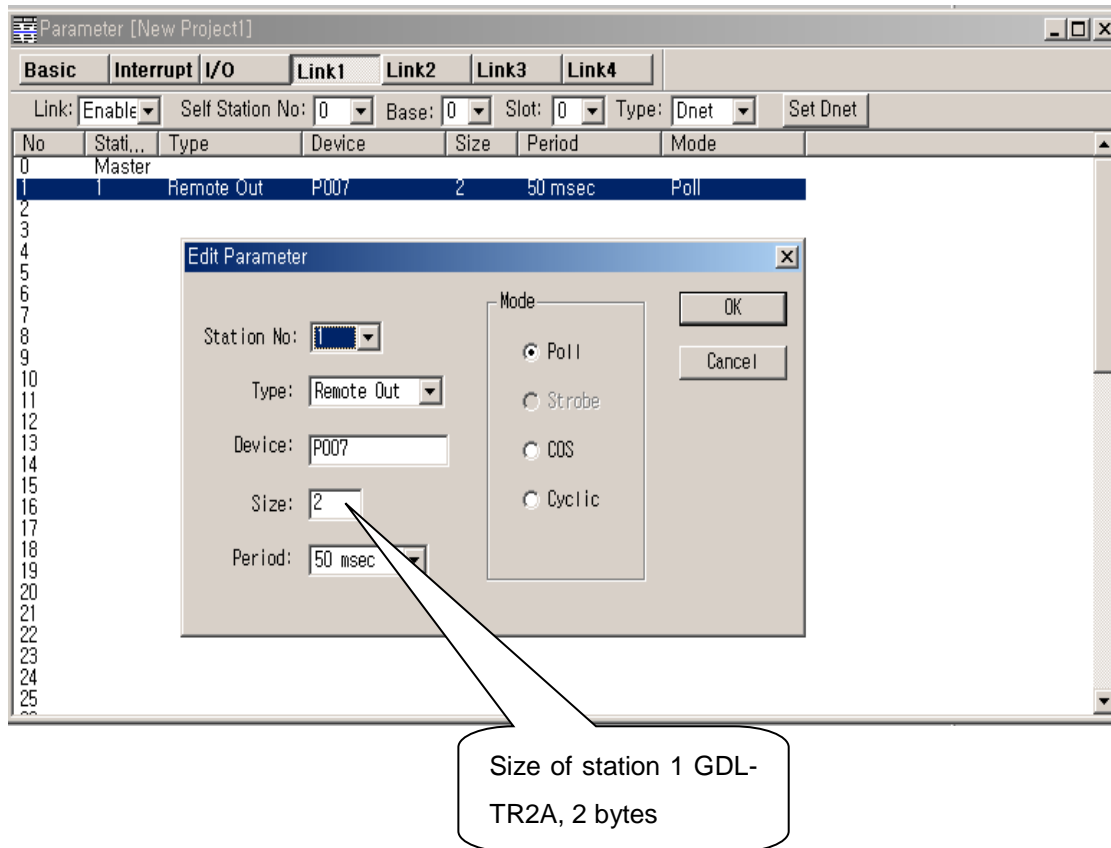 Parameter [New Project1]
Basic Interrupt I/O Link1 Link2 Link3 Link4
Link: Enable Self Station No: 0 Base: 0 Slot: 0 Type: Dnet Set Dnet
No Stati... Type Device Size Period Mode
0 Master
1 1 Remote Out P007 2 50 msec Poll
2
3
4
5
6
7
8
9
10
11
12
13
14
15
16
17
18
19
20
21
22
23
24
25
Edit Parameter
Station No: 1
Type: Remote Out
Device: P007
Size: 2
Period: 50 msec
Mode
Poll
Strobe
COS
Cyclic
OK
Cancel
Size of station 1 GDL-
TR2A, 2 bytes